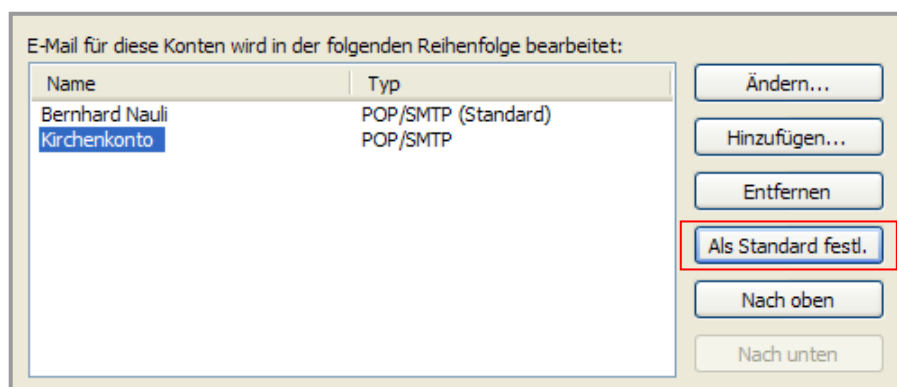 E-Mail für diese Konten wird in der folgenden Reihenfolge bearbeitet:
Name Typ
Bernhard Nauli POP/SMTP (Standard)
Kirchenkonto POP/SMTP
Ändern...
Hinzufügen...
Entfernen
Als Standard festl.
Nach oben
Nach unten